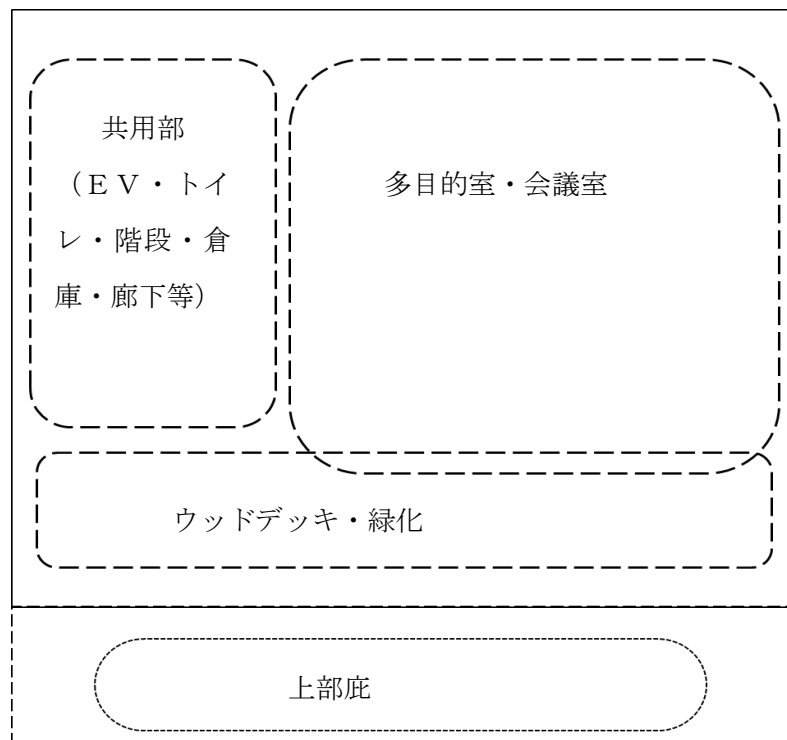 共用部
（ＥＶ・トイ
レ・階段・倉
庫・廊下等）
多目的室・会議室
ウッドデッキ・緑化
上部庇